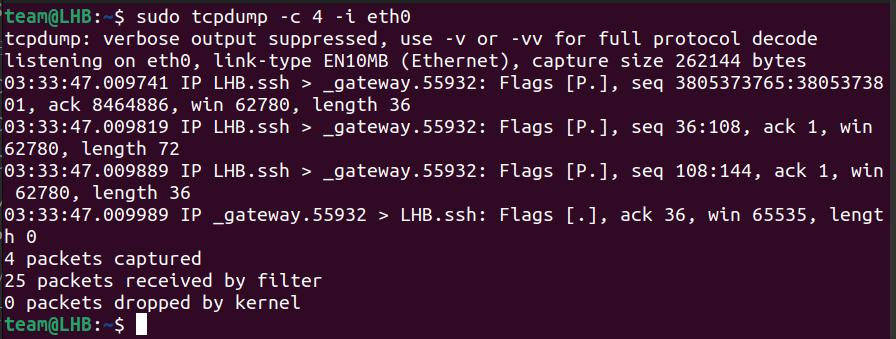 team@LHB:~$ sudo tcpdump -c 4 -i eth0
tcpdump: verbose output suppressed, use -v or -vv for full protocol decode
listening on eth0, link-type EN10MB (Ethernet), capture size 262144 bytes
03:33:47.009741 IP LHB.ssh > _gateway.55932: Flags [P.], seq 3805373765:38053738
01, ack 8464886, win 62780, length 36
03:33:47.009819 IP LHB.ssh > _gateway.55932: Flags [P.], seq 36:108, ack 1, win
62780, length 72
03:33:47.009889 IP LHB.ssh > _gateway.55932: Flags [P.], seq 108:144, ack 1, win
 62780, length 36
03:33:47.009989 IP _gateway.55932 > LHB.ssh: Flags [.], ack 36, win 65535, lengt
h 0
4 packets captured
25 packets received by filter
0 packets dropped by kernel
team@LHB:~$